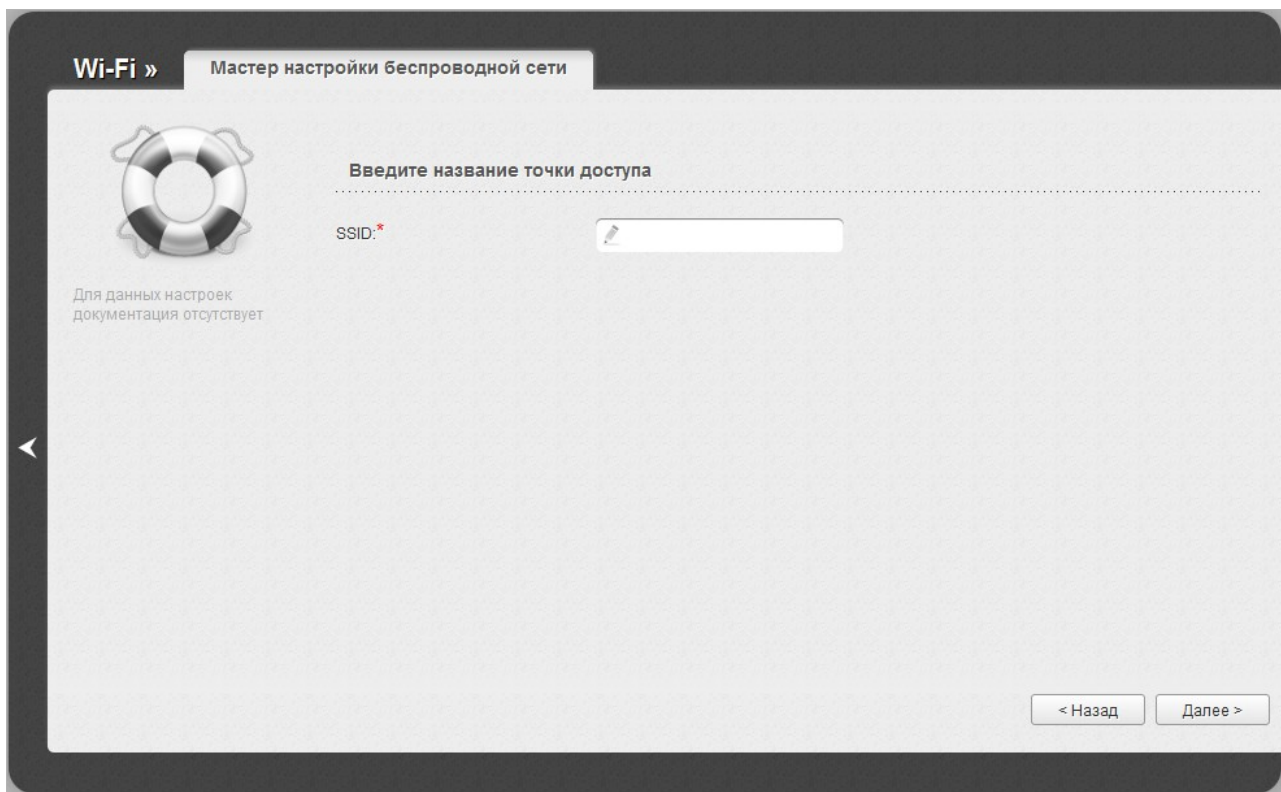 Wi-Fi »
Мастер настройки беспроводной сети
Введите название точки доступа
SSID:*
Для данных настроек
документация отсутствует
< Назад
Далее >